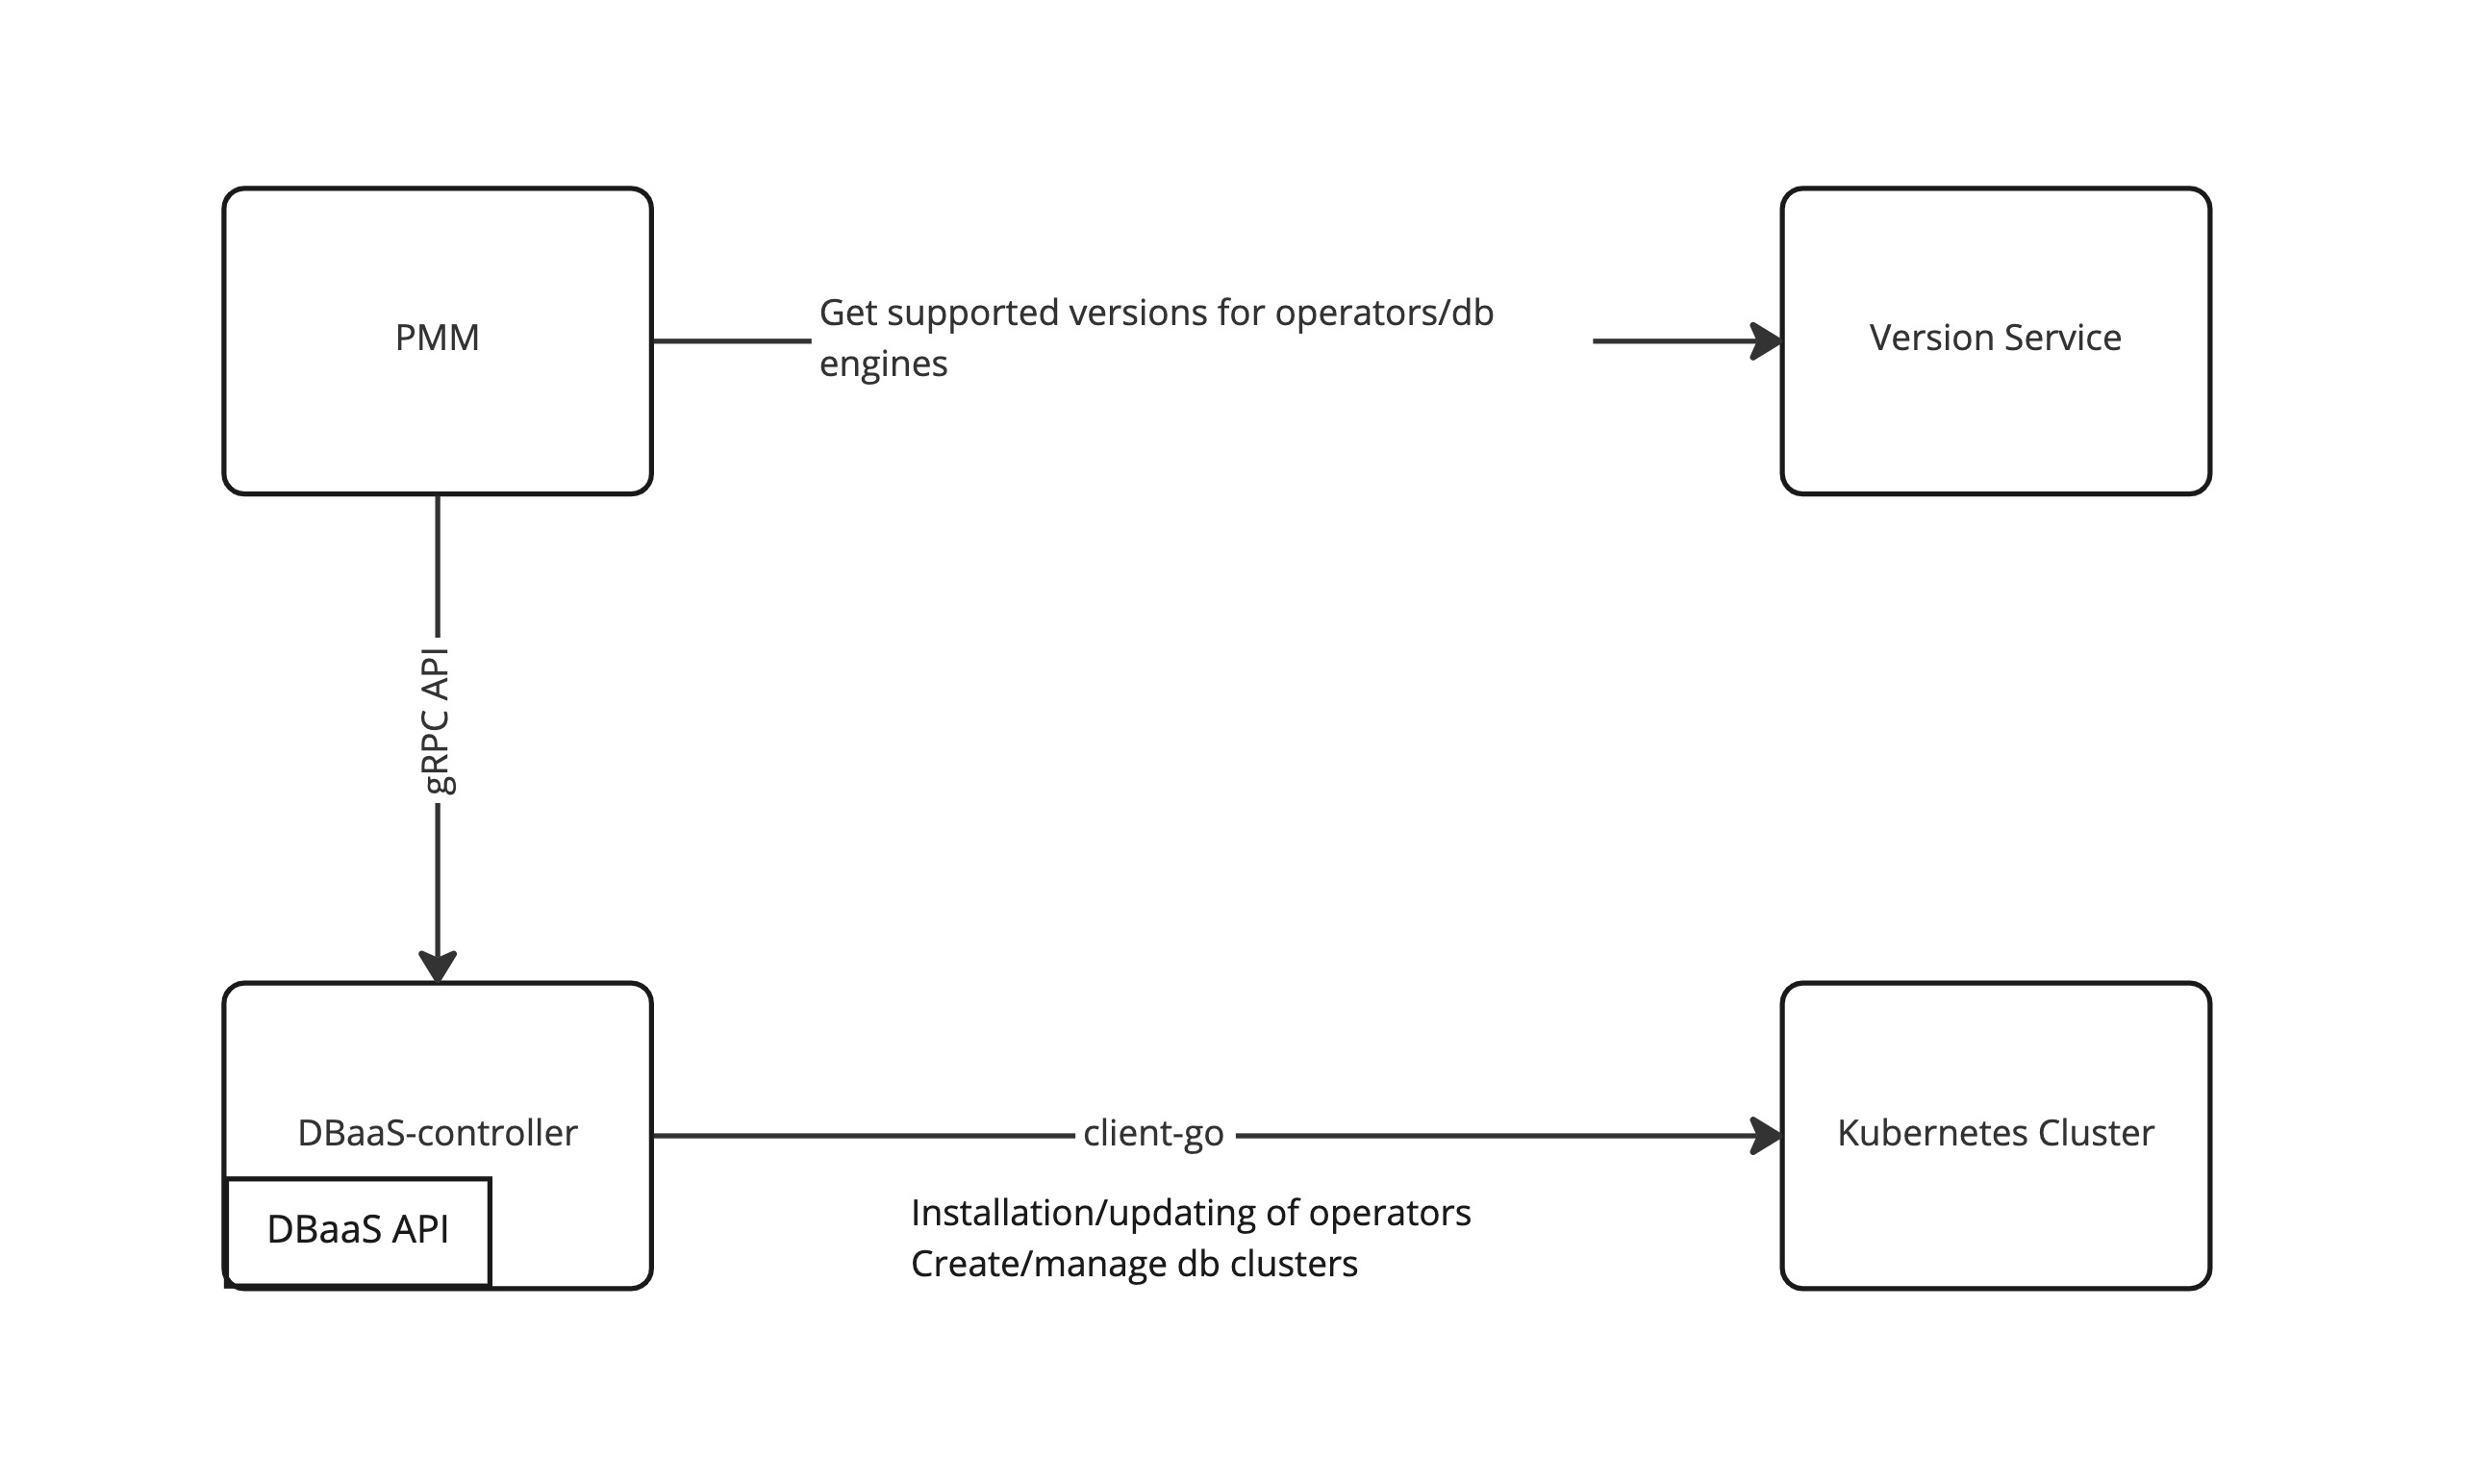 PMM
Get supported versions for operators/db
engines
Version Service
gRPC API
DBaaS-controller
DBaaS API
client-go
Installation/updating of operators
Create/manage db clusters
Kubernetes Cluster